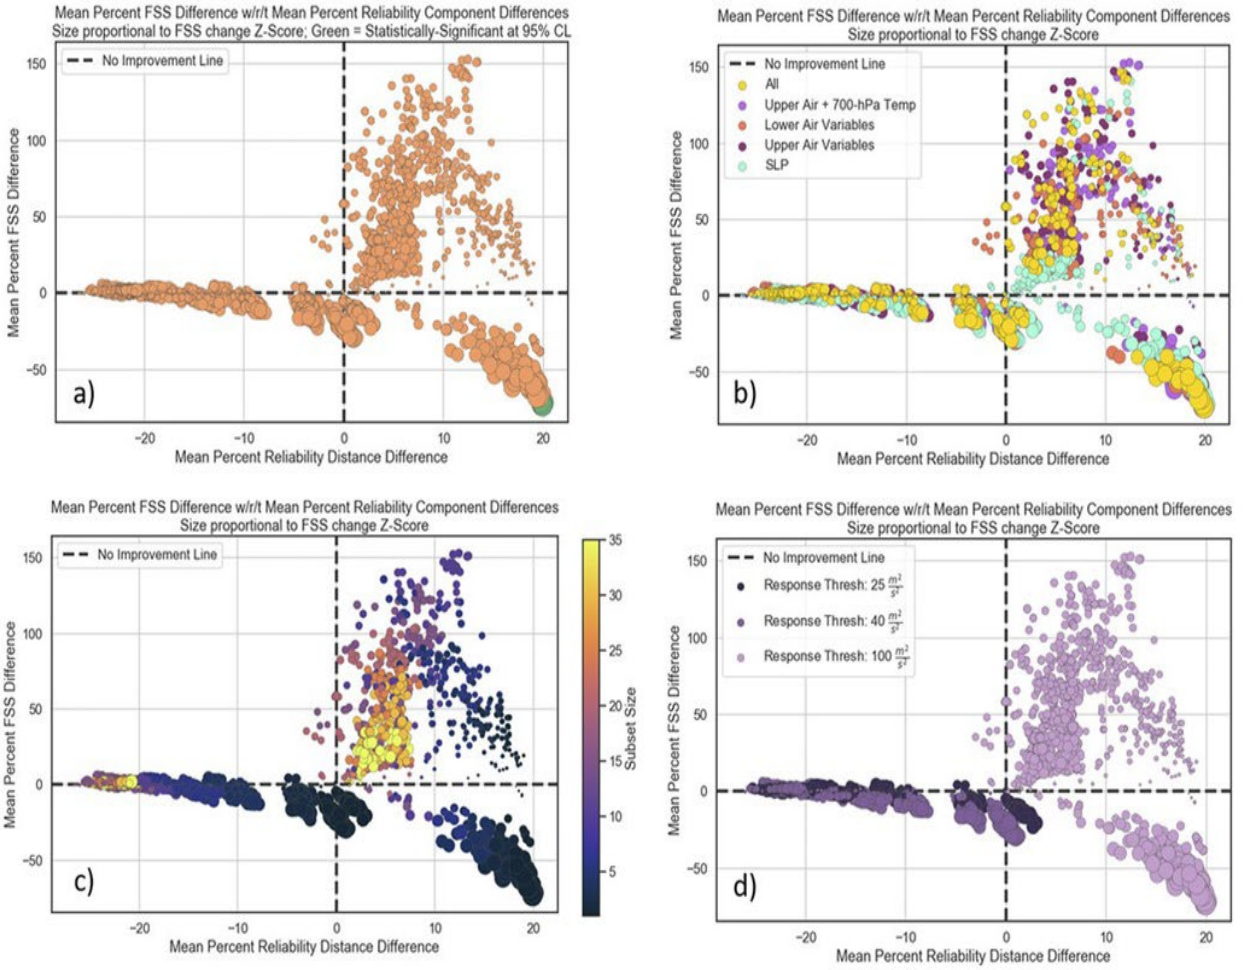 Mean Percent FSS Difference w/r/t Mean Percent Reliability Component Differences
Size proportional to FSS change Z-Score; Green = Statistically-Significant at 95% CL
No Improvement Line
150
100
50
0
−50
Mean Percent FSS Difference
a)
−20
−10
0
10
20
Mean Percent Reliability Distance Difference
Mean Percent FSS Difference w/r/t Mean Percent Reliability Component Differences
Size proportional to FSS change Z-Score
No Improvement Line
All
Upper Air + 700-hPa Temp
Lower Air Variables
Upper Air Variables
SLP
150
100
50
0
−50
Mean Percent FSS Difference
b)
−20
−10
0
10
20
Mean Percent Reliability Distance Difference
Mean Percent FSS Difference w/r/t Mean Percent Reliability Component Differences
Size proportional to FSS change Z-Score
No Improvement Line
150
100
50
0
−50
Mean Percent FSS Difference
c)
−20
−10
0
10
20
Mean Percent Reliability Distance Difference
35
30
25
20
15
10
5
Subset Size
Mean Percent FSS Difference w/r/t Mean Percent Reliability Component Differences
Size proportional to FSS change Z-Score
No Improvement Line
Response Thresh: 25 m²/s²
Response Thresh: 40 m²/s²
Response Thresh: 100 m²/s²
150
100
50
0
−50
Mean Percent FSS Difference
d)
−20
−10
0
10
20
Mean Percent Reliability Distance Difference